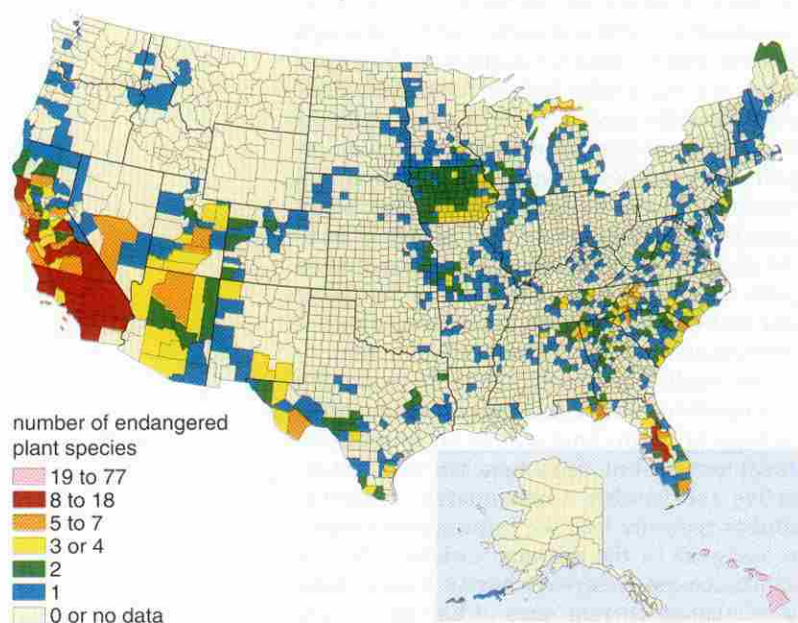 number of endangered
plant species
19 to 77
8 to 18
5 to 7
3 or 4
2
1
0 or no data